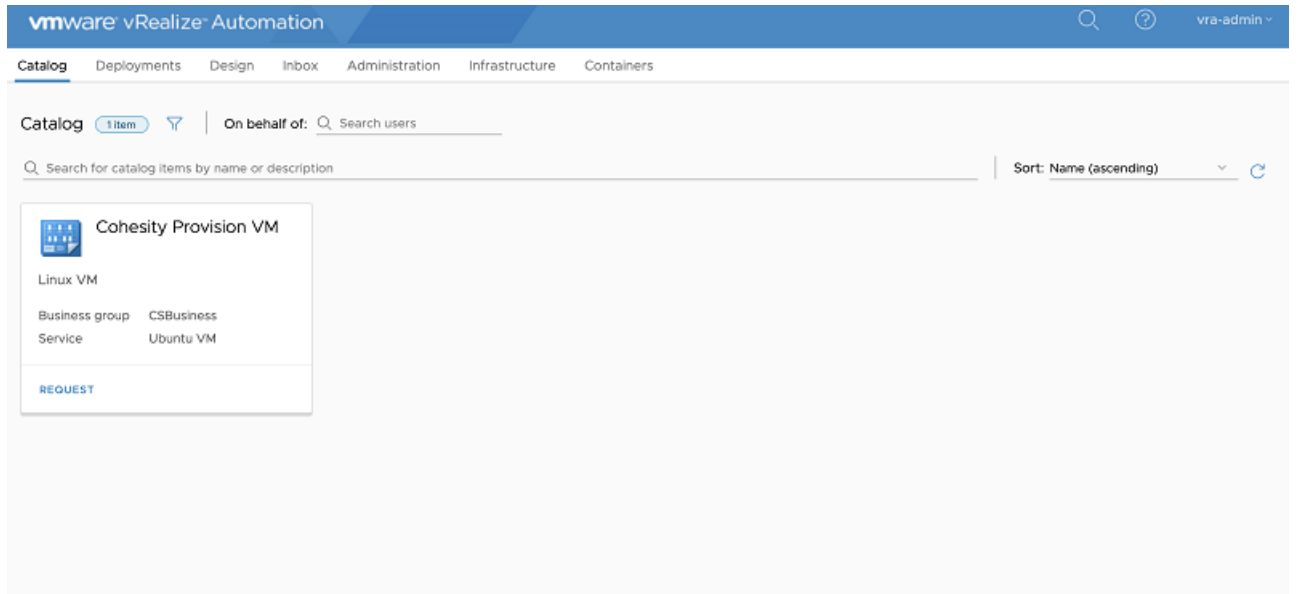 vmware vRealize Automation vra-admin
Catalog Deployments Design Inbox Administration Infrastructure Containers
Catalog 1 item On behalf of: Search users
Search for catalog items by name or description Sort: Name (ascending)
Cohesity Provision VM
Linux VM
Business group CSBusiness
Service Ubuntu VM
REQUEST